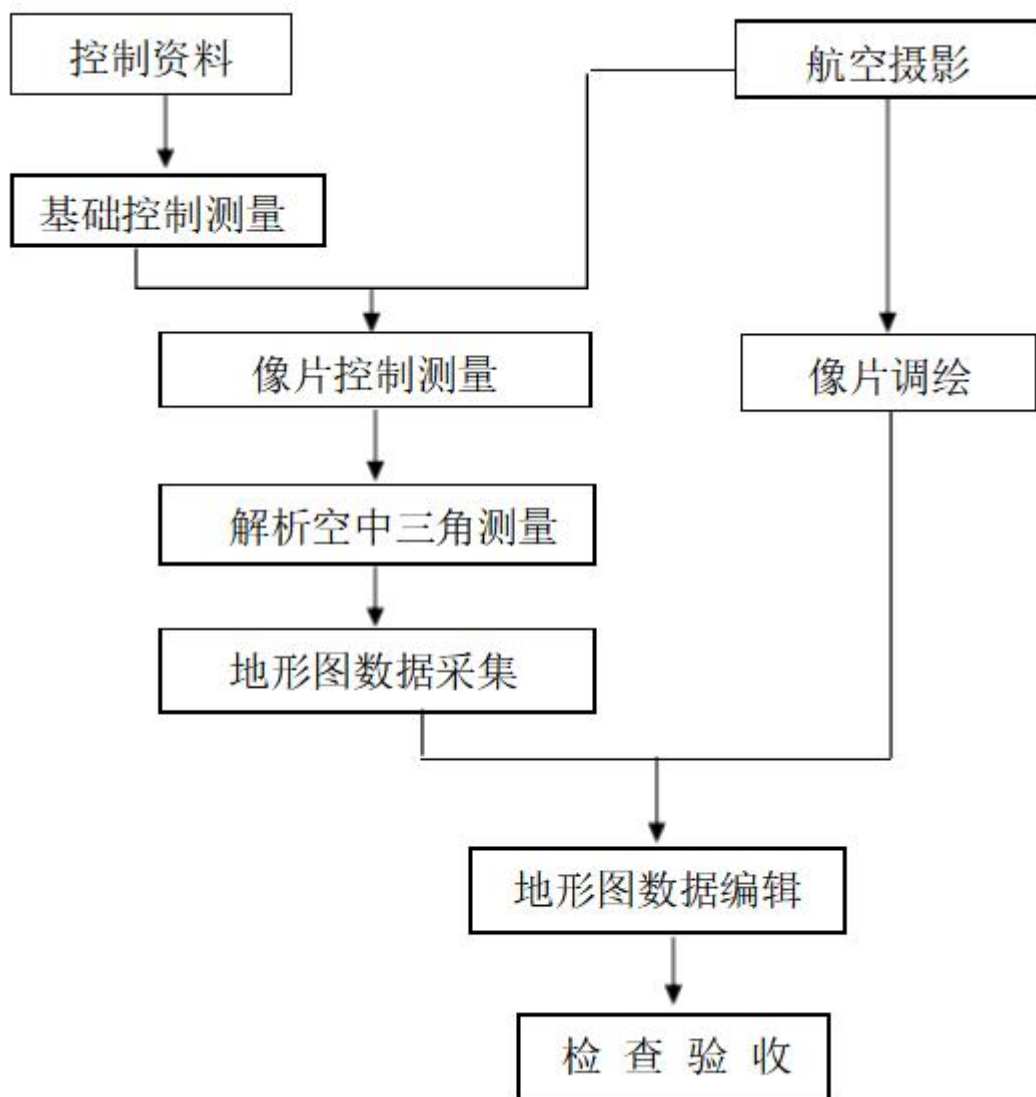 控制资料
航空摄影
基础控制测量
像片控制测量
像片调绘
解析空中三角测量
地形图数据采集
地形图数据编辑
检查验收